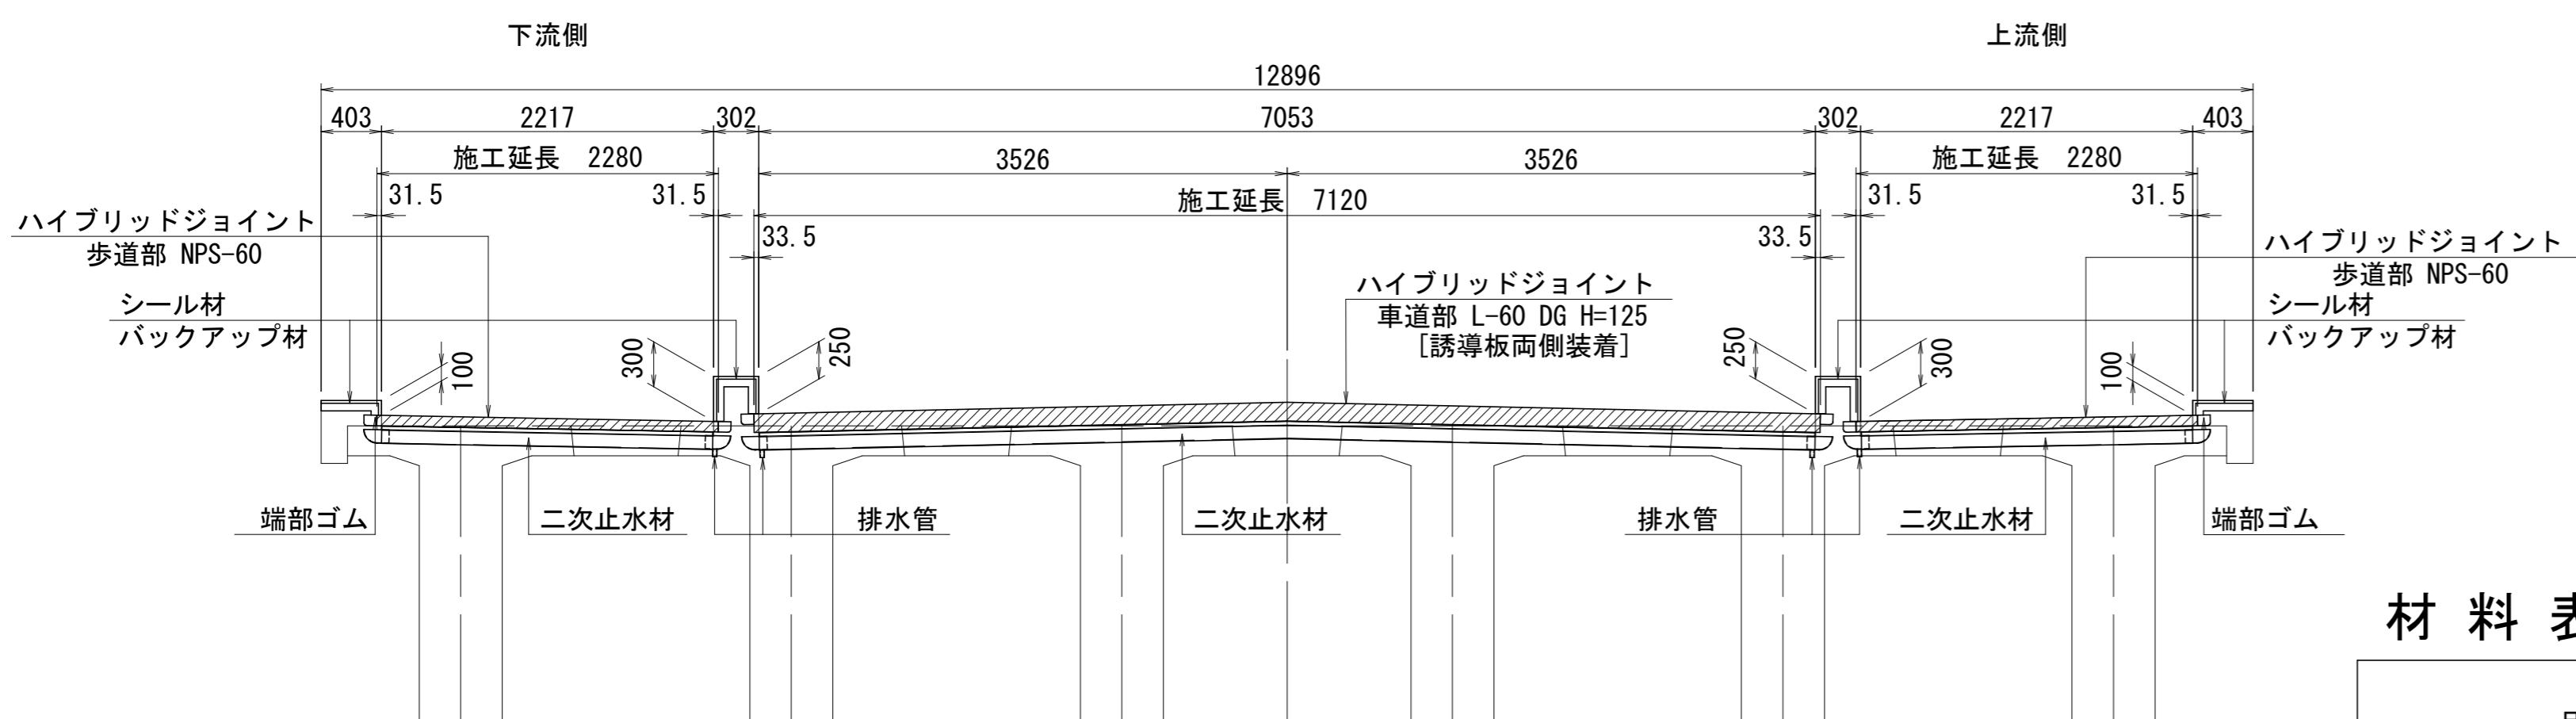 下流側
上流側
12896
403
2217
302
7053
302
2217
403
施工延長 2280
3526
3526
施工延長 2280
31.5
31.5
施工延長 7120
31.5
31.5
ハイブリッドジョイント
歩道部 NPS-60
33.5
33.5
ハイブリッドジョイント
歩道部 NPS-60
シール材
バックアップ材
ハイブリッドジョイント
車道部 L-60 DG H=125
[誘導板両側装着]
シール材
バックアップ材
100
300
250
250
300
100
端部ゴム
二次止水材
排水管
二次止水材
排水管
二次止水材
端部ゴム
材料